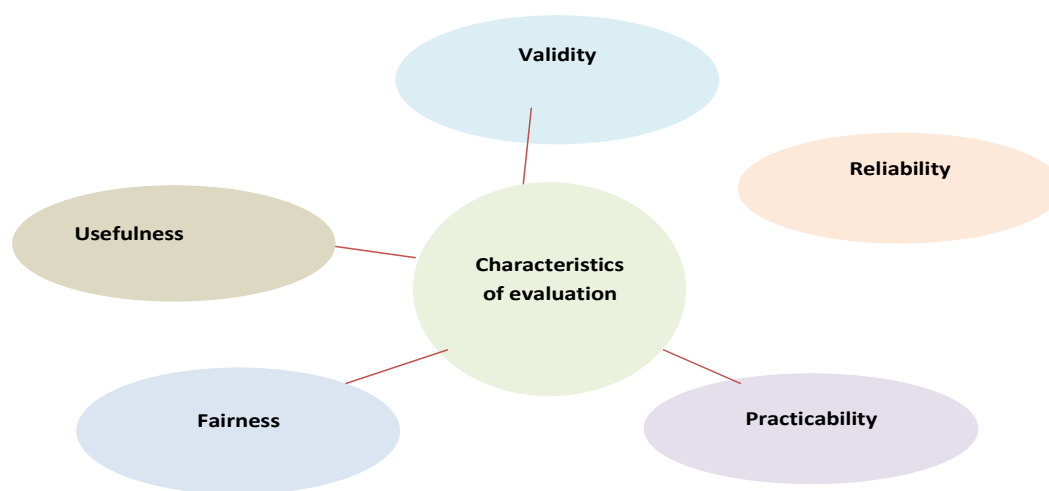 Validity
Reliability
Usefulness
Characteristics
of evaluation
Fairness
Practicability